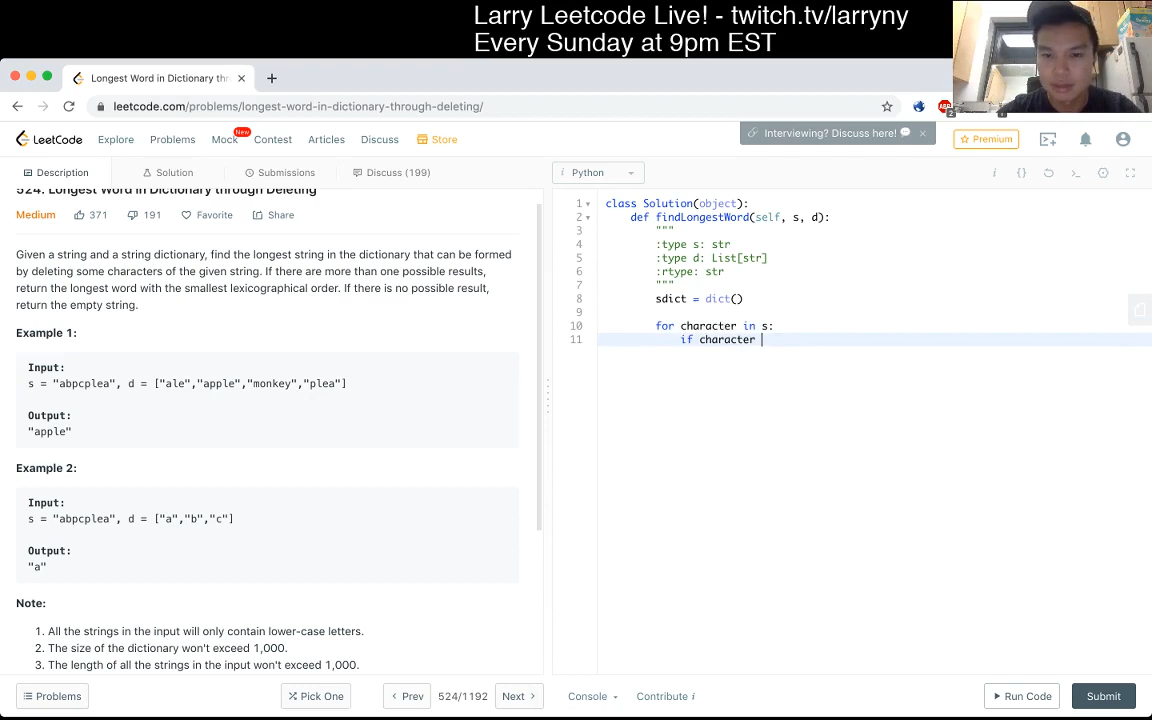 Larry Leetcode Live! - twitch.tv/larryny
Every Sunday at 9pm EST
Longest Word in Dictionary thr
leetcode.com/problems/longest-word-in-dictionary-through-deleting/
LeetCode Explore Problems Mock New Contest Articles Discuss Store
Interviewing? Discuss here!
Premium
Description Solution Submissions Discuss (199)
Python
524. Longest Word in Dictionary through Deleting
Medium 371 191 Favorite Share
Given a string and a string dictionary, find the longest string in the dictionary that can be formed
by deleting some characters of the given string. If there are more than one possible results,
return the longest word with the smallest lexicographical order. If there is no possible result,
return the empty string.
Example 1:
Input:
s = "abpcplea", d = ["ale","apple","monkey","plea"]
Output:
"apple"
Example 2:
Input:
s = "abpcplea", d = ["a","b","c"]
Output:
"a"
Note:
1. All the strings in the input will only contain lower-case letters.
2. The size of the dictionary won't exceed 1,000.
3. The length of all the strings in the input won't exceed 1,000.
1 class Solution(object):
2 def findLongestWord(self, s, d):
3 """
4 :type s: str
5 :type d: List[str]
6 :rtype: str
7 """
8 sdict = dict()
9
10 for character in s:
11 if character
Problems Pick One Prev 524/1192 Next Console Contribute i Run Code Submit